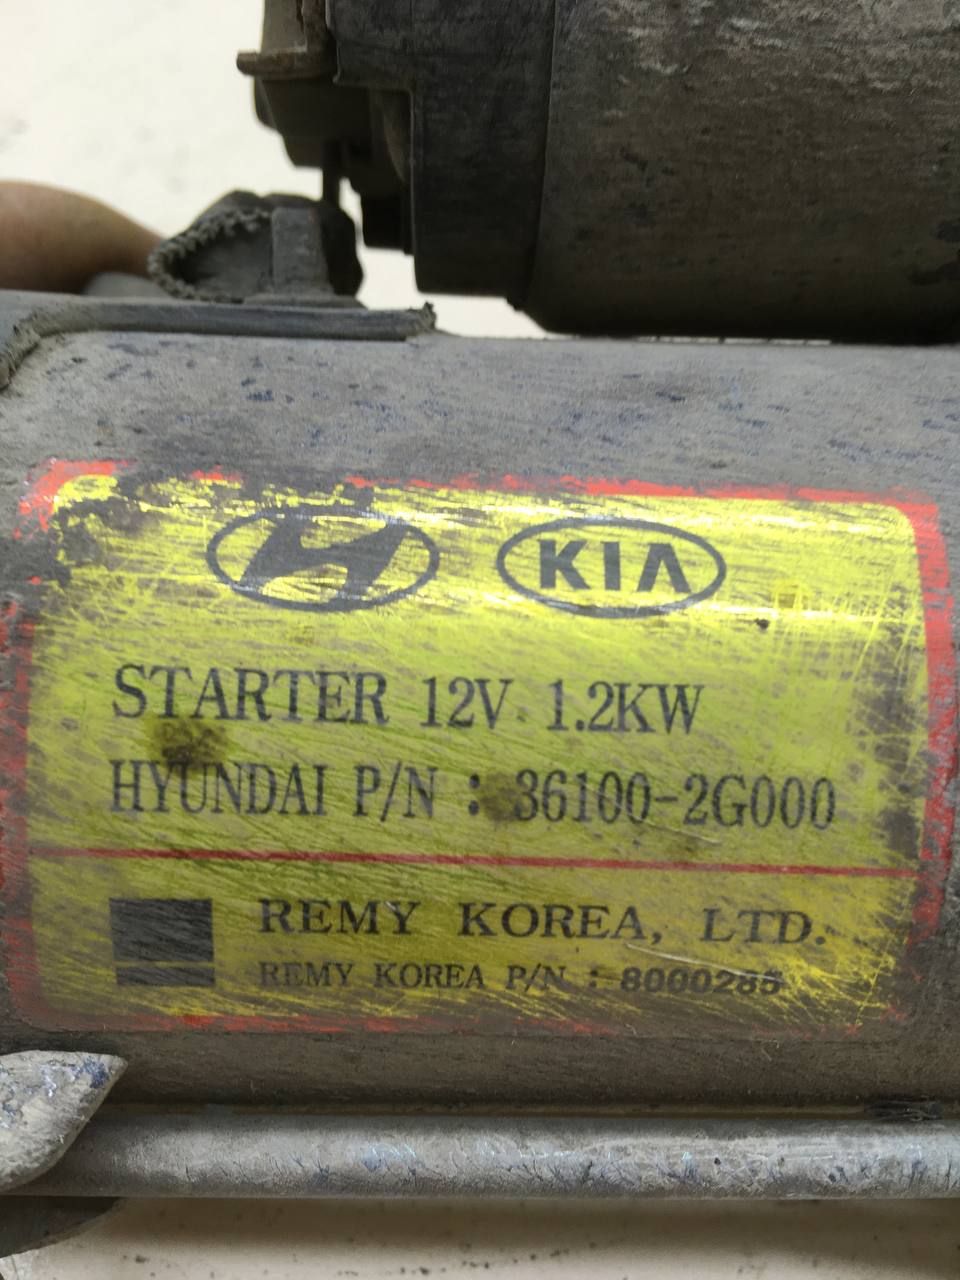 KIA
STARTER 12V 1.2KW
HYUNDAI P/N : 36100-2G000
REMY KOREA, LTD.
REMY KOREA P/N : 8000285